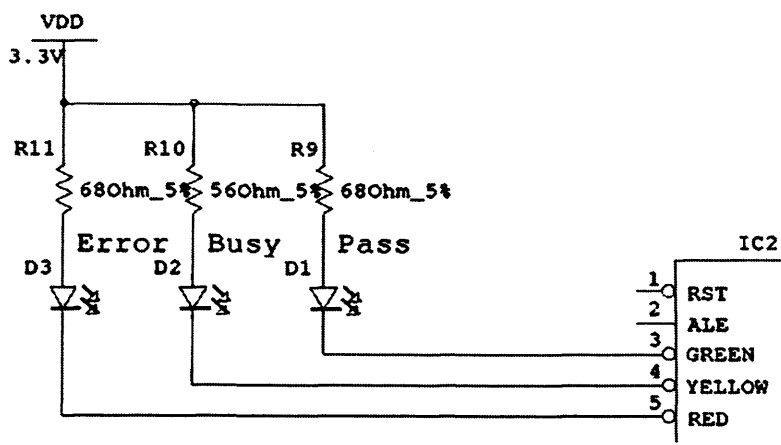 VDD
3.3V
R11 R10 R9
68Ohm_5% 56Ohm_5% 68Ohm_5%
Error Busy Pass
IC2
D3 D2 D1
1 RST
2 ALE
3 GREEN
4 YELLOW
5 RED